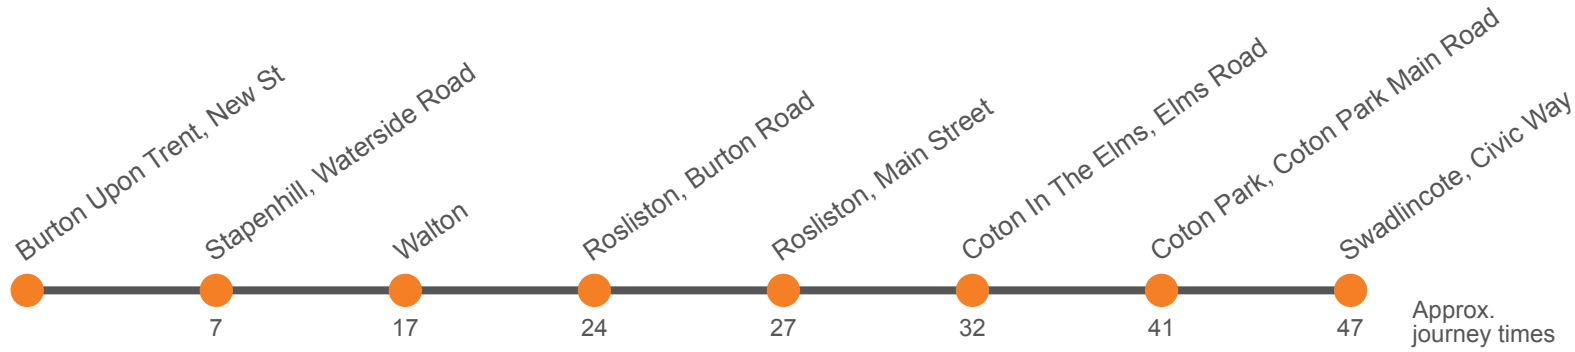 Burton Upon Trent, New St
Stapenhill, Waterside Road
Walton
Rosliston, Burton Road
Rosliston, Main Street
Coton In The Elms, Elms Road
Coton Park, Coton Park Main Road
Swadlincote, Civic Way
7
17
24
27
32
41
47
Approx.
journey times